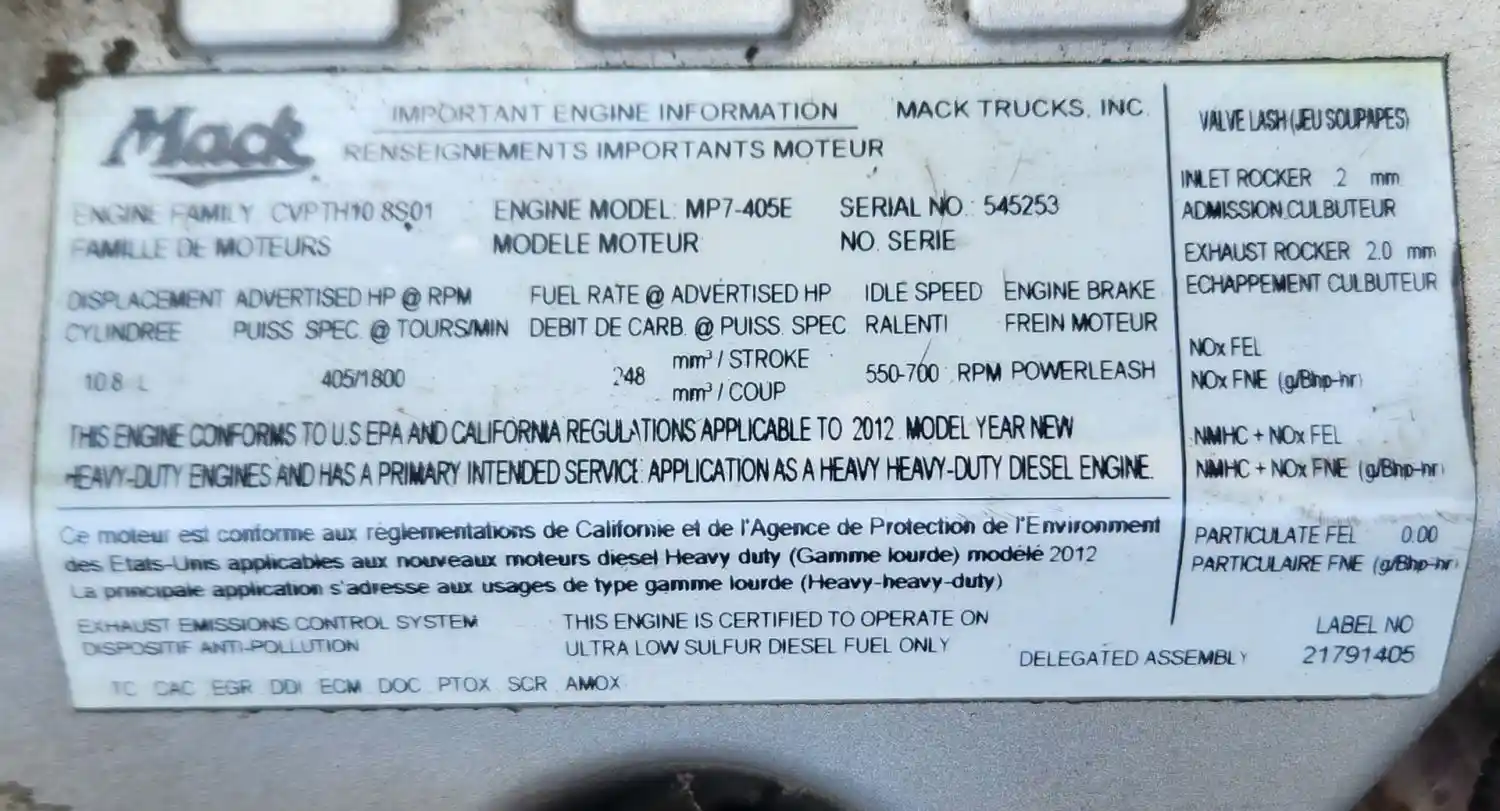 Mack
IMPORTANT ENGINE INFORMATION MACK TRUCKS, INC.
RENSEIGNEMENTS IMPORTANTS MOTEUR
ENGINE FAMILY CVPTH10.8S01 ENGINE MODEL: MP7-405E SERIAL NO.: 545253
FAMILLE DE MOTEURS MODELE MOTEUR NO. SERIE
DISPLACEMENT ADVERTISED HP @ RPM FUEL RATE @ ADVERTISED HP IDLE SPEED ENGINE BRAKE
CYLINDREE PUISS SPEC. @ TOURS/MIN DEBIT DE CARB. @ PUISS. SPEC RALENTI FREIN MOTEUR
10.8 L 405/1800 248 mm³ / STROKE 550-700 RPM POWERLEASH
mm³ / COUP
THIS ENGINE CONFORMS TO U.S EPA AND CALIFORNIA REGULATIONS APPLICABLE TO 2012 MODEL YEAR NEW
HEAVY-DUTY ENGINES AND HAS A PRIMARY INTENDED SERVICE APPLICATION AS A HEAVY HEAVY-DUTY DIESEL ENGINE.
Ce moteur est conforme aux réglementations de Californie et de l'Agence de Protection de l'Environment
des Etats-Unis applicables aux nouveaux moteurs diesel Heavy duty (Gamme lourde) modélé 2012
La principale application s'adresse aux usages de type gamme lourde (Heavy-heavy-duty)
EXHAUST EMISSIONS CONTROL SYSTEM THIS ENGINE IS CERTIFIED TO OPERATE ON
DISPOSITIF ANTI-POLLUTION ULTRA LOW SULFUR DIESEL FUEL ONLY
TC CAC EGR DDI ECM DOC PTOX SCR AMOX
DELEGATED ASSEMBLY
VALVE LASH (JEU SOUPAPES)
INLET ROCKER .2 mm
ADMISSION CULBUTEUR
EXHAUST ROCKER 2.0 mm
ECHAPPEMENT CULBUTEUR
NOx FEL
NOx FNE (g/Bhp-hr)
NMHC + NOx FEL
NMHC + NOx FNE (g/Bhp-hr)
PARTICULATE FEL 0.00
PARTICULAIRE FNE (g/Bhp-hr)
LABEL NO
21791405